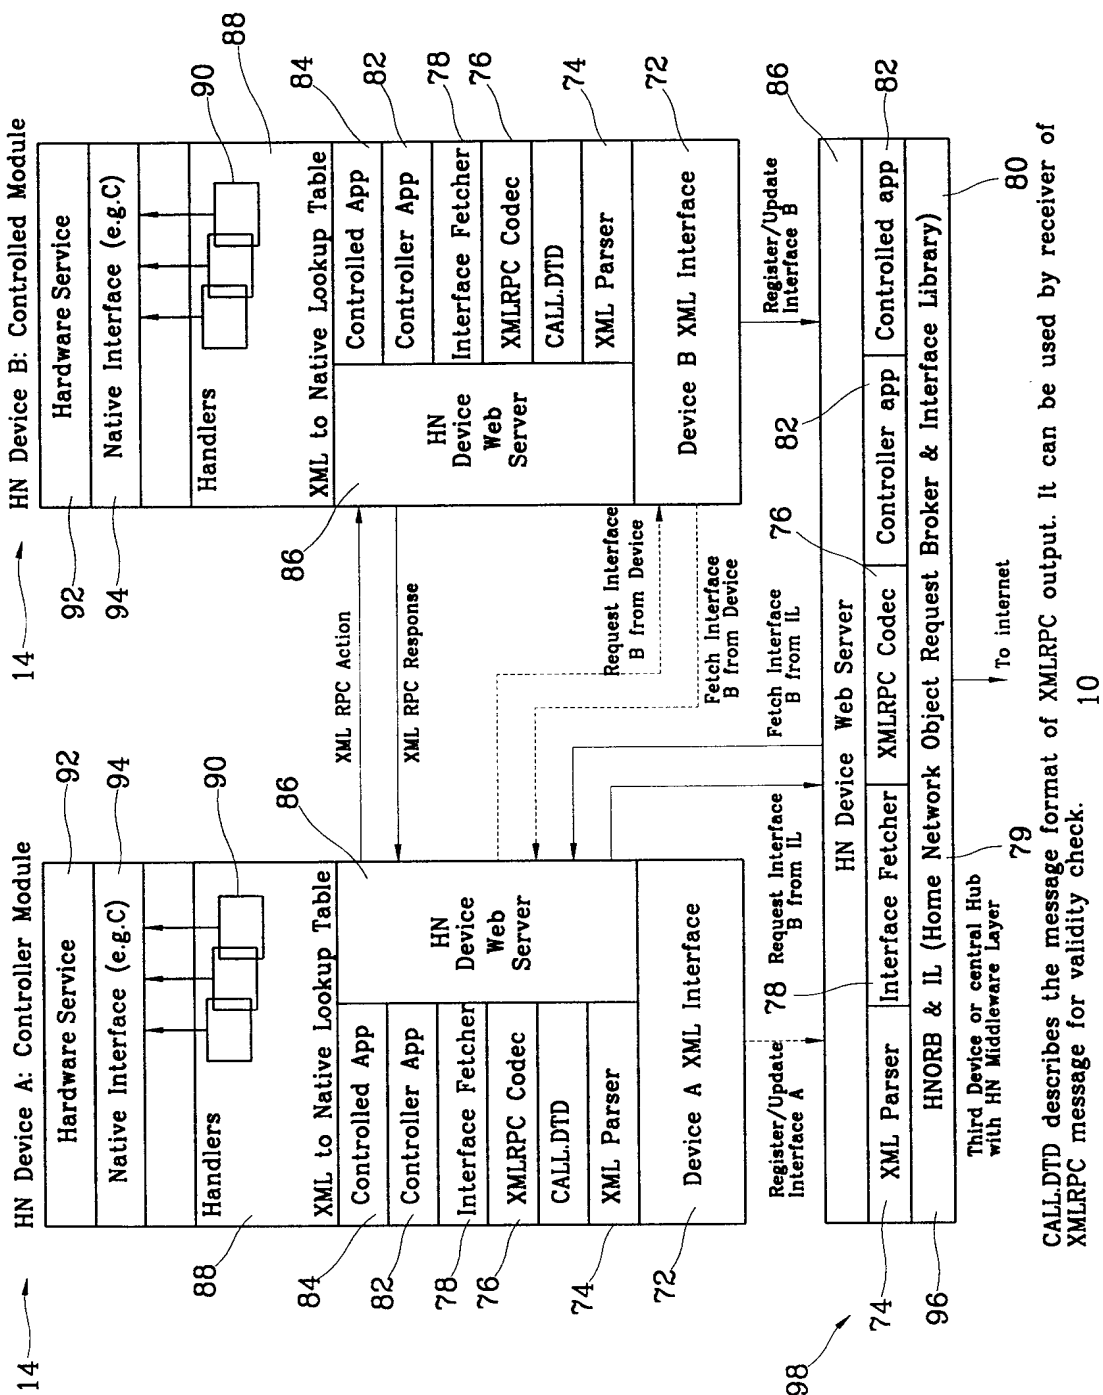 14
HN Device A: Controller Module
Hardware Service
92
Native Interface (e.g.C)
94
Handlers
90
88
XML to Native Lookup Table
84
Controlled App
82
Controller App
78
Interface Fetcher
76
XMLRPC Codec
CALL.DTD
74
XML Parser
HN
Device
Web
Server
86
72
Device A XML Interface
XML RPC Action
XML RPC Response
Request Interface
B from Device
Fetch Interface
B from Device
14
HN Device B: Controlled Module
92
Hardware Service
94
Native Interface (e.g.C)
Handlers
90
88
XML to Native Lookup Table
86
HN
Device
Web
Server
Controlled App
84
Controller App
82
Interface Fetcher
78
XMLRPC Codec
76
CALL.DTD
XML Parser
74
Device B XML Interface
72
Register/Update
Interface A
Request Interface
B from IL
Fetch Interface
B from IL
Register/Update
Interface B
98
HN Device Web Server
86
74
XML Parser
78
Interface Fetcher
XMLRPC Codec
76
Controller app
82
Controlled app
82
96
HNORB & IL (Home Network Object Request Broker & Interface Library)
79
80
Third Device or central Hub
with HN Middleware Layer
To internet
CALL.DTD describes the message format of XMLRPC output. It can be used by receiver of
XMLRPC message for validity check.
10